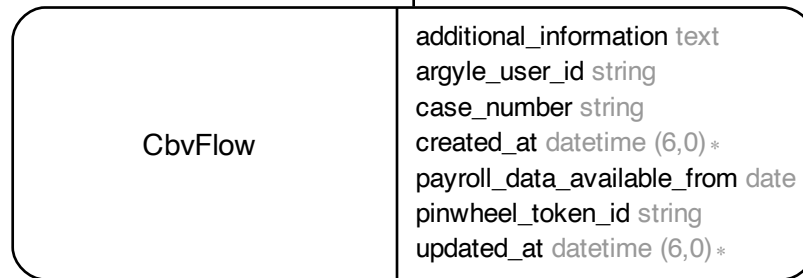 CbvFlow
additional_information text
argyle_user_id string
case_number string
created_at datetime (6,0) *
payroll_data_available_from date
pinwheel_token_id string
updated_at datetime (6,0) *